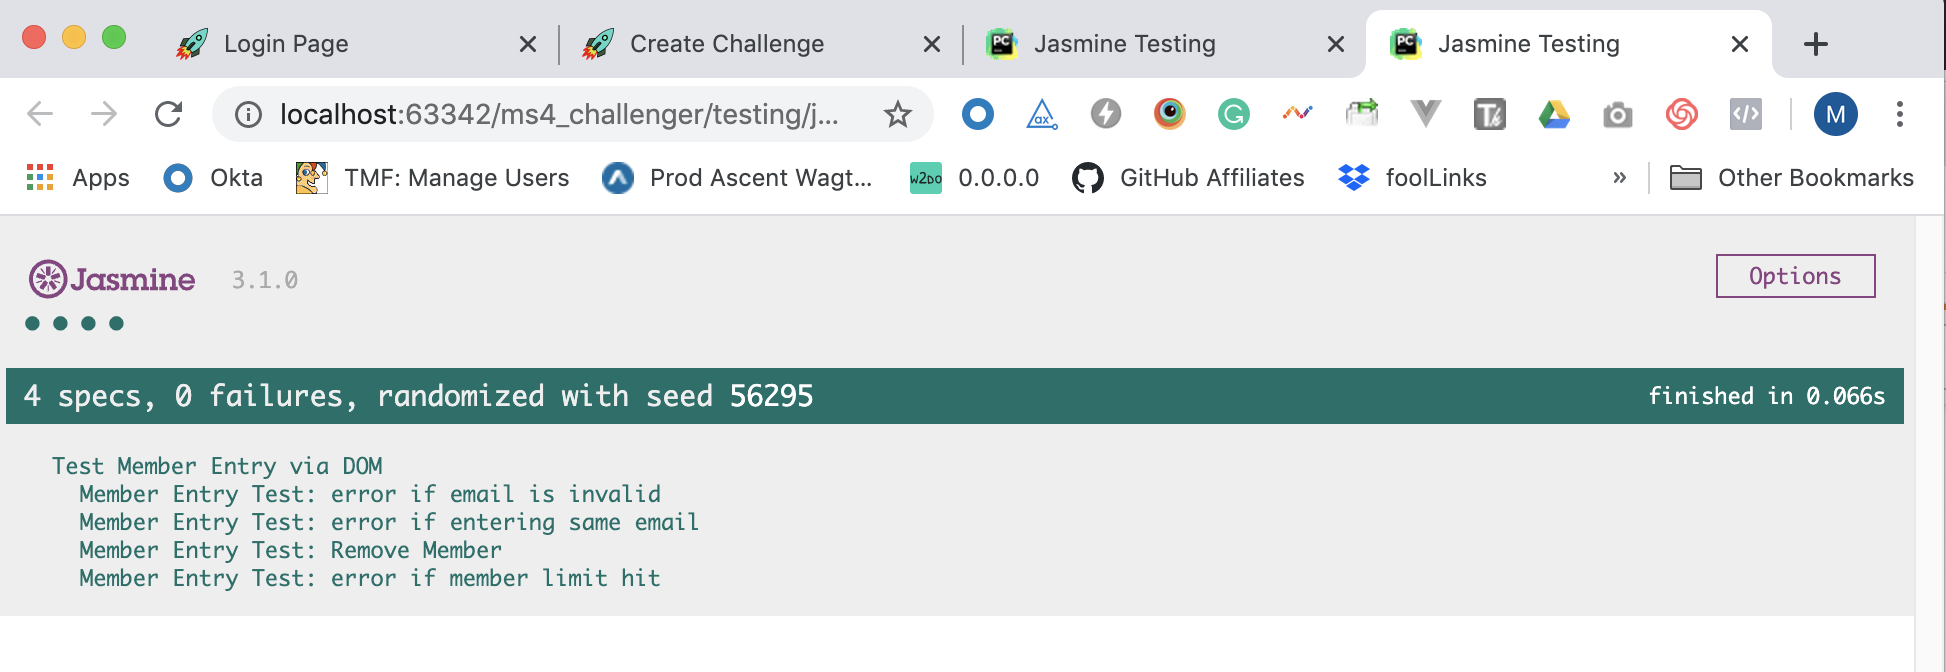 Login Page
Create Challenge
PC Jasmine Testing
PC Jasmine Testing
localhost:63342/ms4_challenger/testing/j...
M
Apps Okta TMF: Manage Users Prod Ascent Wagt... W2DO 0.0.0.0 GitHub Affiliates foolLinks » Other Bookmarks
Jasmine 3.1.0 Options
4 specs, 0 failures, randomized with seed 56295 finished in 0.066s
Test Member Entry via DOM
Member Entry Test: error if email is invalid
Member Entry Test: error if entering same email
Member Entry Test: Remove Member
Member Entry Test: error if member limit hit